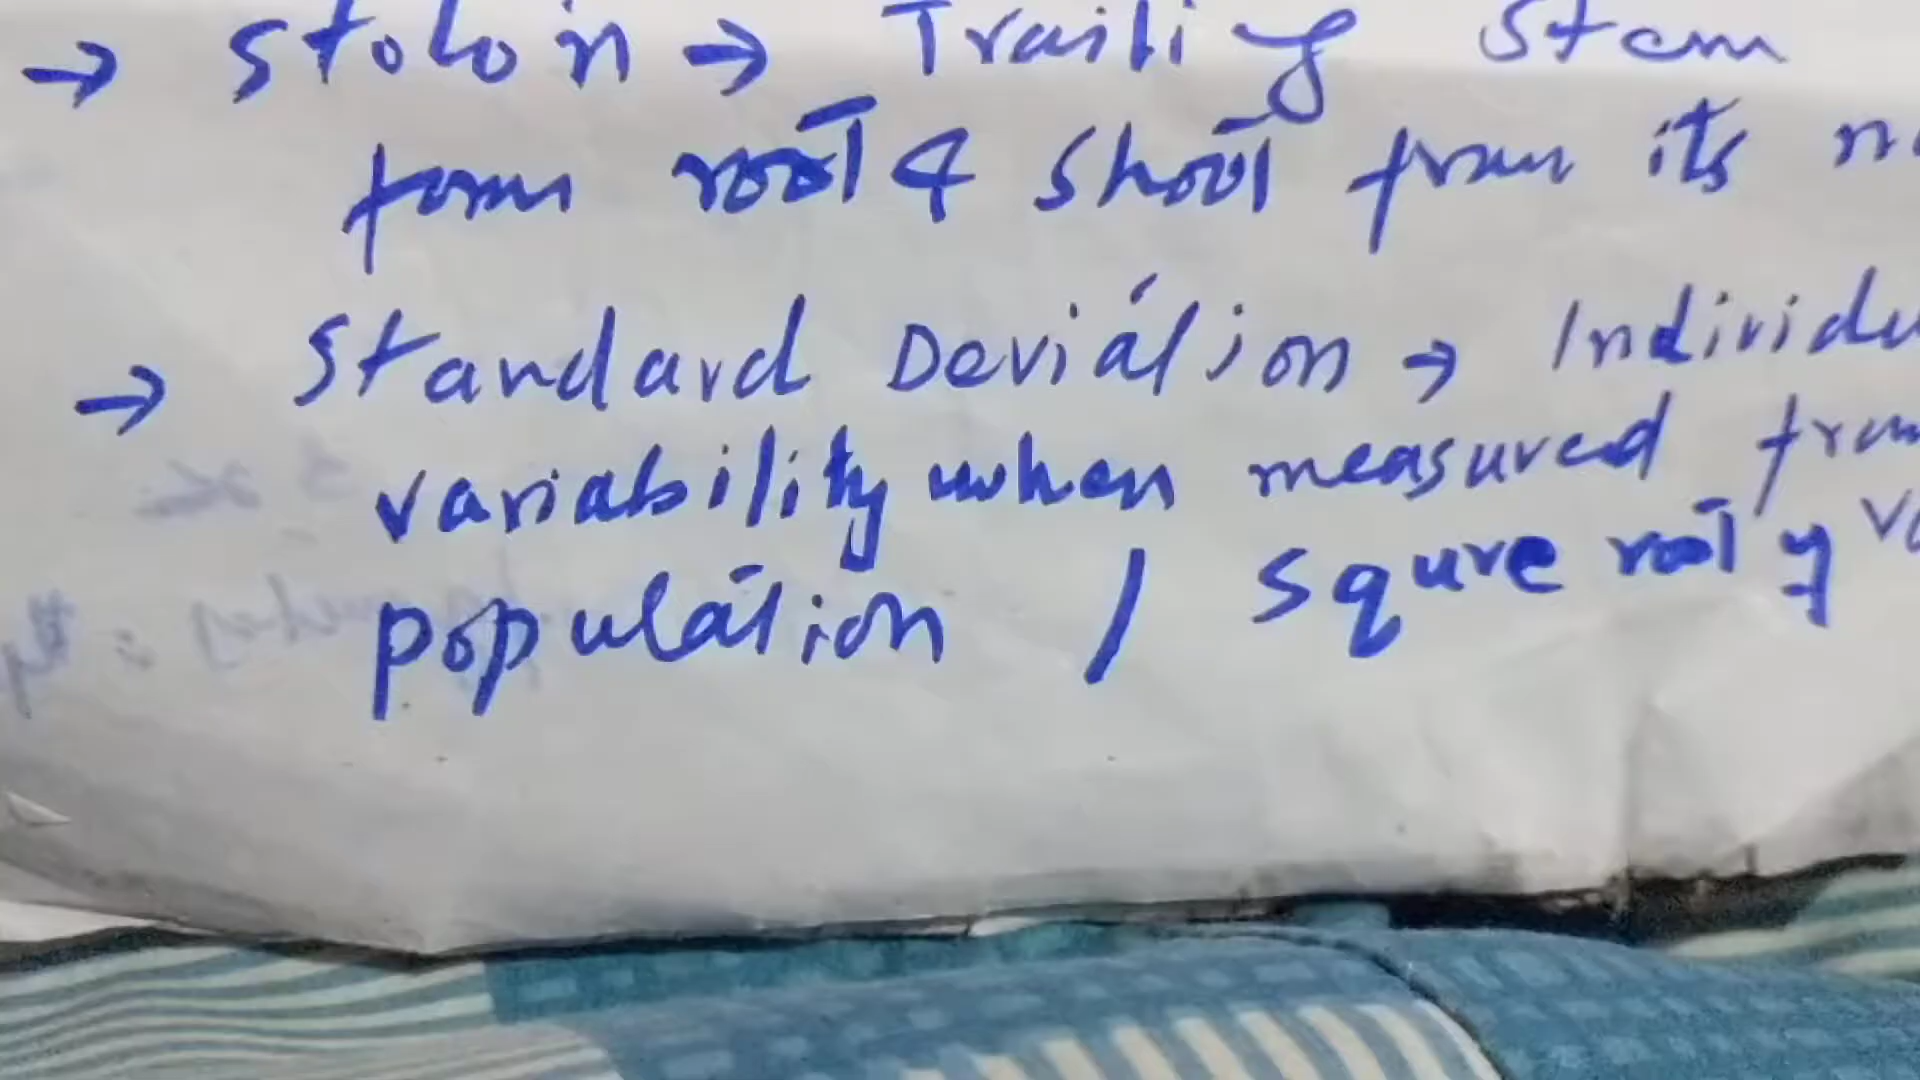 → Stolon → Trailing Stem
form root & Shoot from its
→ Standard Deviation → Individu
variability when measured from
population / Squre root of